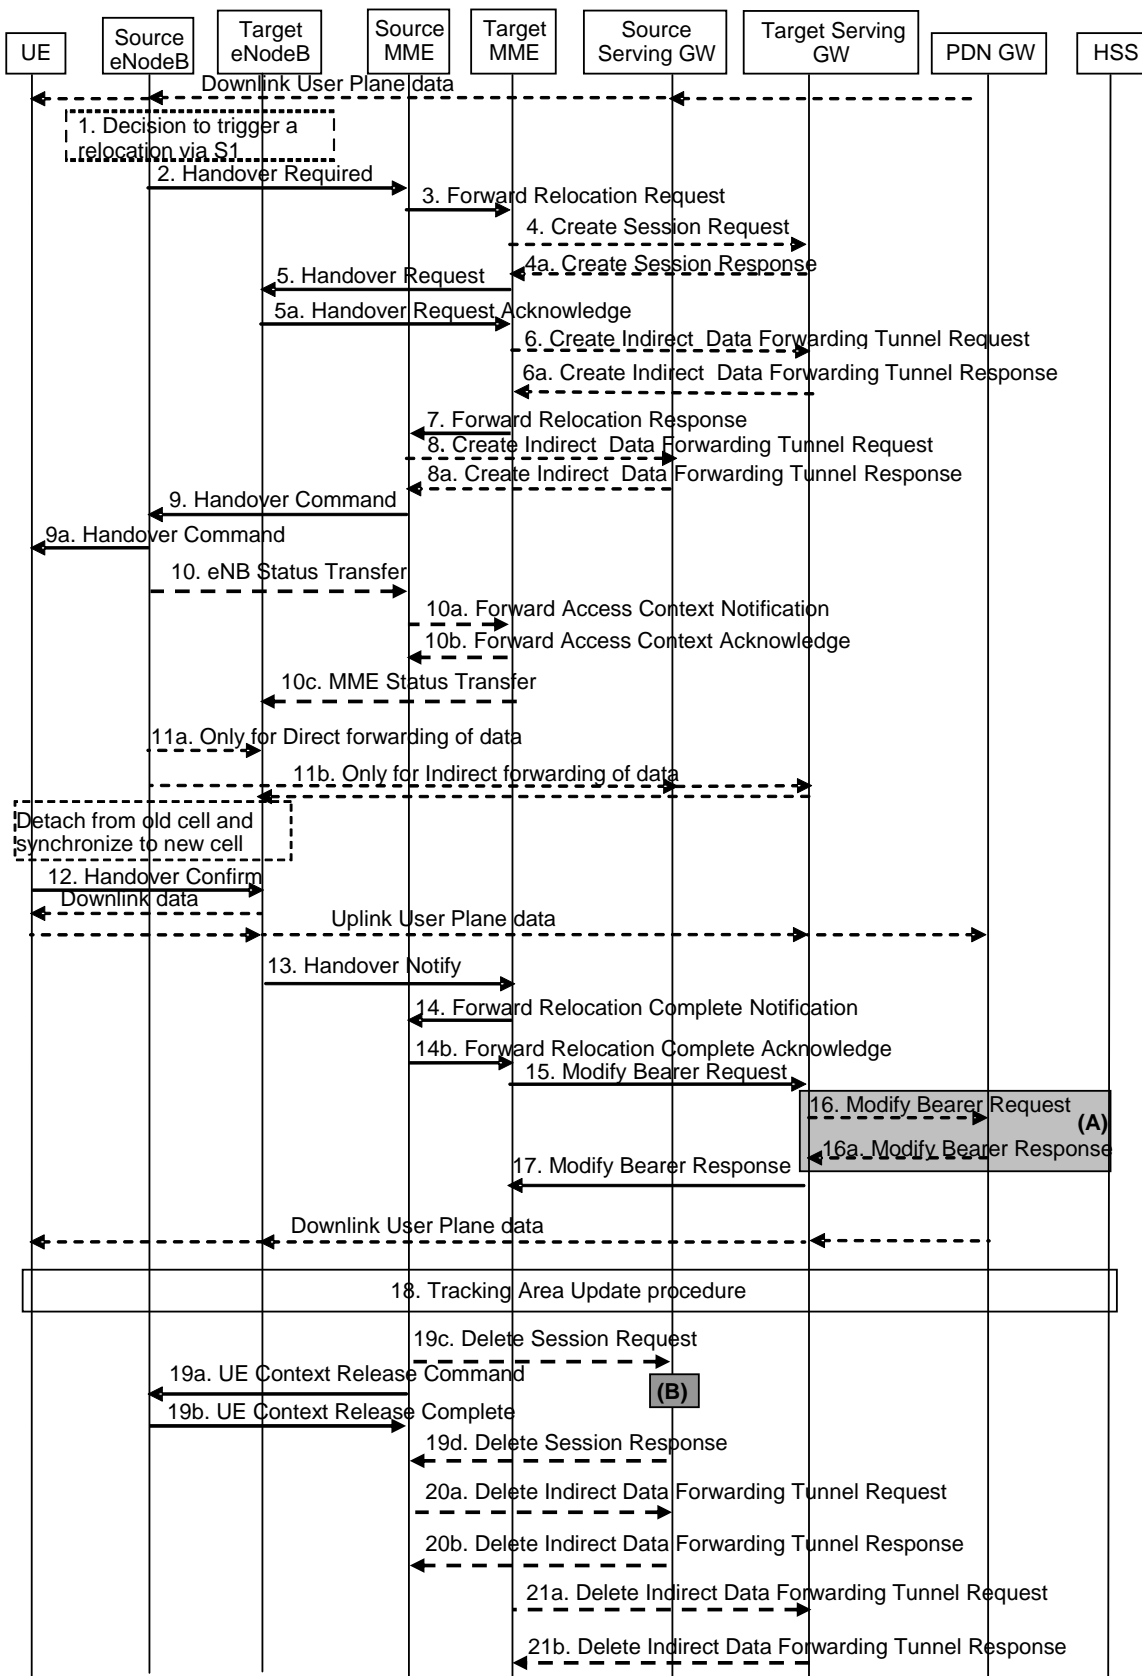 UE
Source
eNodeB
Target
eNodeB
Source
MME
Target
MME
Source
Serving GW
Target Serving
GW
PDN GW
HSS
Downlink User Plane data
1. Decision to trigger a
relocation via S1
2. Handover Required
3. Forward Relocation Request
4. Create Session Request
4a. Create Session Response
5. Handover Request
5a. Handover Request Acknowledge
6. Create Indirect Data Forwarding Tunnel Request
6a. Create Indirect Data Forwarding Tunnel Response
7. Forward Relocation Response
8. Create Indirect Data Forwarding Tunnel Request
8a. Create Indirect Data Forwarding Tunnel Response
9. Handover Command
9a. Handover Command
10. eNB Status Transfer
10a. Forward Access Context Notification
10b. Forward Access Context Acknowledge
10c. MME Status Transfer
11a. Only for Direct forwarding of data
11b. Only for Indirect forwarding of data
Detach from old cell and
synchronize to new cell
12. Handover Confirm
Downlink data
Uplink User Plane data
13. Handover Notify
14. Forward Relocation Complete Notification
14b. Forward Relocation Complete Acknowledge
15. Modify Bearer Request
16. Modify Bearer Request
(A)
16a. Modify Bearer Response
17. Modify Bearer Response
Downlink User Plane data
18. Tracking Area Update procedure
19c. Delete Session Request
19a. UE Context Release Command
(B)
19b. UE Context Release Complete
19d. Delete Session Response
20a. Delete Indirect Data Forwarding Tunnel Request
20b. Delete Indirect Data Forwarding Tunnel Response
21a. Delete Indirect Data Forwarding Tunnel Request
21b. Delete Indirect Data Forwarding Tunnel Response